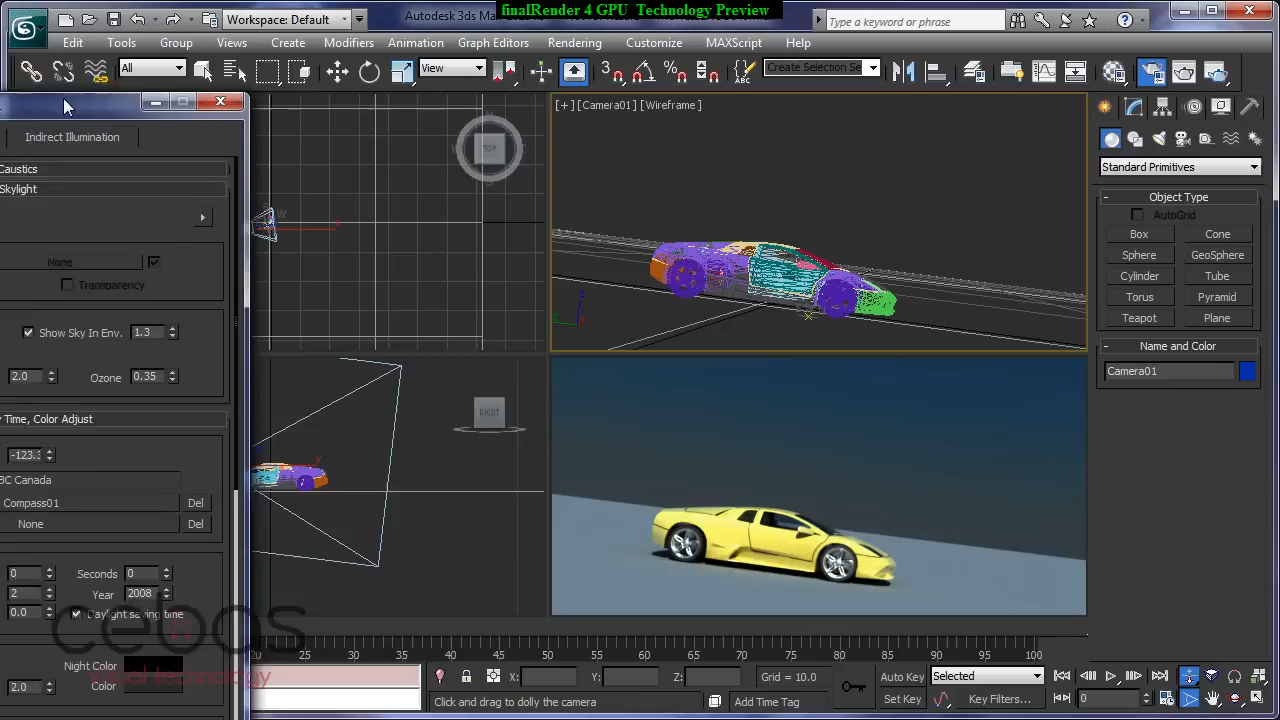 finalRender 4 GPU Technology Preview
Workspace: Default
Autodesk 3ds Ma
Type a keyword or phrase
Edit Tools Group Views Create Modifiers Animation Graph Editors Rendering Customize MAXScript Help
All
View
3
Create Selection Se
Indirect Illumination
Caustics
Skylight
None
Transparency
Show Sky In Env. 1.3
2.0 Ozone 0.35
y Time, Color Adjust
-123.:
BC Canada
Compass01 Del
None Del
0 Seconds 0
2 Year 2008
0.0 Daylight saving time
Night Color
2.0 Color
cebas
visual technology
TOP
[+] [Camera01] [Wireframe]
RIGHT
Standard Primitives
- Object Type
AutoGrid
Box Cone
Sphere GeoSphere
Cylinder Tube
Torus Pyramid
Teapot Plane
- Name and Color
Camera01
20 25 30 35 40 45 50 55 60 65 70 75 80 85 90 95 100
X: Y: Z: Grid = 10.0
Auto Key Selected
Click and drag to dolly the camera
Add Time Tag
Set Key Key Filters... 0